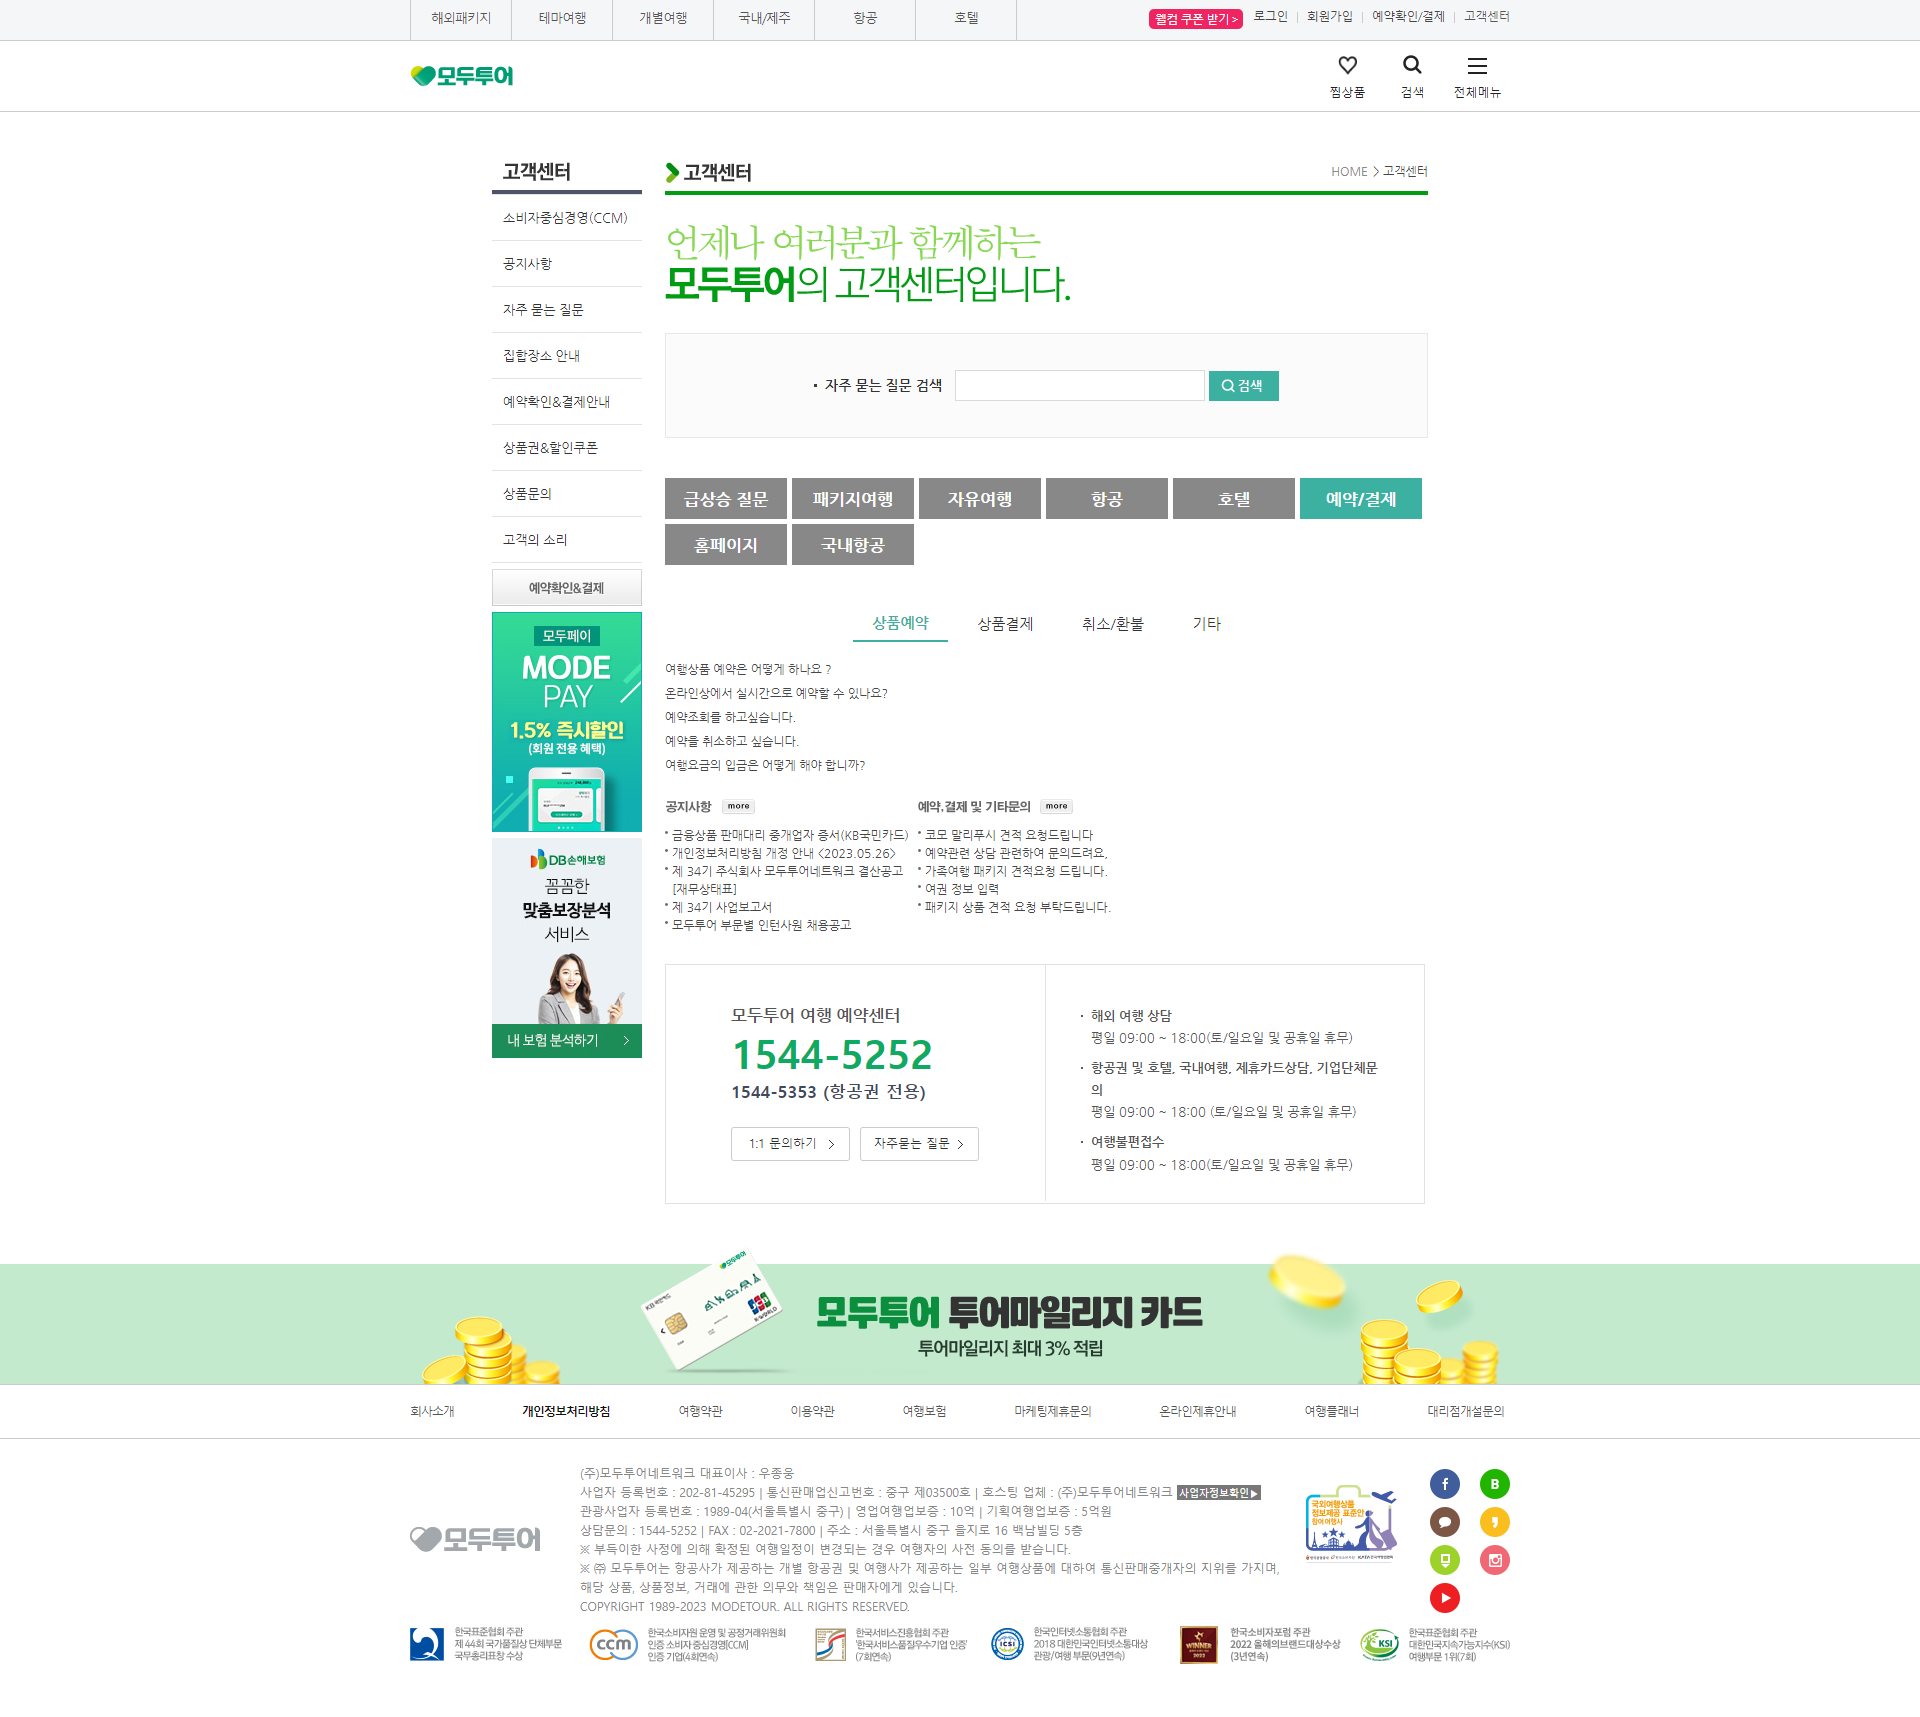 해외패키지 테마여행 개별여행 국내/제주 항공 호텔 웰컴 쿠폰 받기 > 로그인 | 회원가입 | 예약확인/결제 | 고객센터
모두투어
찜상품 검색 전체메뉴
고객센터
소비자중심경영(CCM)
공지사항
자주 묻는 질문
집합장소 안내
예약확인&결제안내
상품권&할인쿠폰
상품문의
고객의 소리
예약확인&결제
모두페이
MODE
PAY
1.5% 즉시할인
(회원 전용 혜택)
DB손해보험
꼼꼼한
맞춤보장분석
서비스
내 보험 분석하기 >
고객센터
HOME > 고객센터
언제나 여러분과 함께하는
모두투어의 고객센터입니다.
자주 묻는 질문 검색 검색
급상승 질문 패키지여행 자유여행 항공 호텔 예약/결제
홈페이지 국내항공
상품예약 상품결제 취소/환불 기타
여행상품 예약은 어떻게 하나요 ?
온라인상에서 실시간으로 예약할 수 있나요?
예약조회를 하고싶습니다.
예약을 취소하고 싶습니다.
여행요금의 입금은 어떻게 해야 합니까?
공지사항 more
금융상품 판매대리 중개업자 증서(KB국민카드)
개인정보처리방침 개정 안내 <2023.05.26>
제 34기 주식회사 모두투어네트워크 결산공고
[재무상태표]
제 34기 사업보고서
모두투어 부문별 인턴사원 채용공고
예약,결제 및 기타문의 more
코모 말리푸시 견적 요청드립니다
예약관련 상담 관련하여 문의드려요,
가족여행 패키지 견적요청 드립니다.
여권 정보 입력
패키지 상품 견적 요청 부탁드립니다.
모두투어 여행 예약센터
1544-5252
1544-5353 (항공권 전용)
1:1 문의하기 > 자주묻는 질문 >
해외 여행 상담
평일 09:00 ~ 18:00(토/일요일 및 공휴일 휴무)
항공권 및 호텔, 국내여행, 제휴카드상담, 기업단체문
의
평일 09:00 ~ 18:00 (토/일요일 및 공휴일 휴무)
여행불편접수
평일 09:00 ~ 18:00(토/일요일 및 공휴일 휴무)
모두투어 투어마일리지 카드
투어마일리지 최대 3% 적립
회사소개 개인정보처리방침 여행약관 이용약관 여행보험 마케팅제휴문의 온라인제휴안내 여행플래너 대리점개설문의
모두투어
(주)모두투어네트워크 대표이사 : 우종웅
사업자 등록번호 : 202-81-45295 | 통신판매업신고번호 : 중구 제03500호 | 호스팅 업체 : (주)모두투어네트워크 사업자정보확인▶
관광사업자 등록번호 : 1989-04(서울특별시 중구) | 영업여행업보증 : 10억 | 기획여행업보증 : 5억원
상담문의 : 1544-5252 | FAX : 02-2021-7800 | 주소 : 서울특별시 중구 을지로 16 백남빌딩 5층
※ 부득이한 사정에 의해 확정된 여행일정이 변경되는 경우 여행자의 사전 동의를 받습니다.
※ ㈜ 모두투어는 항공사가 제공하는 개별 항공권 및 여행사가 제공하는 일부 여행상품에 대하여 통신판매중개자의 지위를 가지며,
해당 상품, 상품정보, 거래에 관한 의무와 책임은 판매자에게 있습니다.
COPYRIGHT 1989-2023 MODETOUR. ALL RIGHTS RESERVED.
국외여행상품
정보제공 표준안
참여 여행사
한국표준협회 주관
제 44회 국가품질상 단체부문
국무총리표창 수상
ccm
한국소비자원 운영 및 공정거래위원회
인증 소비자 중심경영[CCM]
인증 기업(4회연속)
한국서비스진흥협회 주관
'한국서비스품질우수기업 인증'
(7회연속)
ICSI
한국인터넷소통협회 주관
2018 대한민국인터넷소통대상
관광/여행 부문(9년연속)
WINNER
2022
한국소비자포럼 주관
2022 올해의브랜드대상수상
(3년연속)
KSI
한국표준협회 주관
대한민국지속가능지수(KSI)
여행부문 1위(7회)